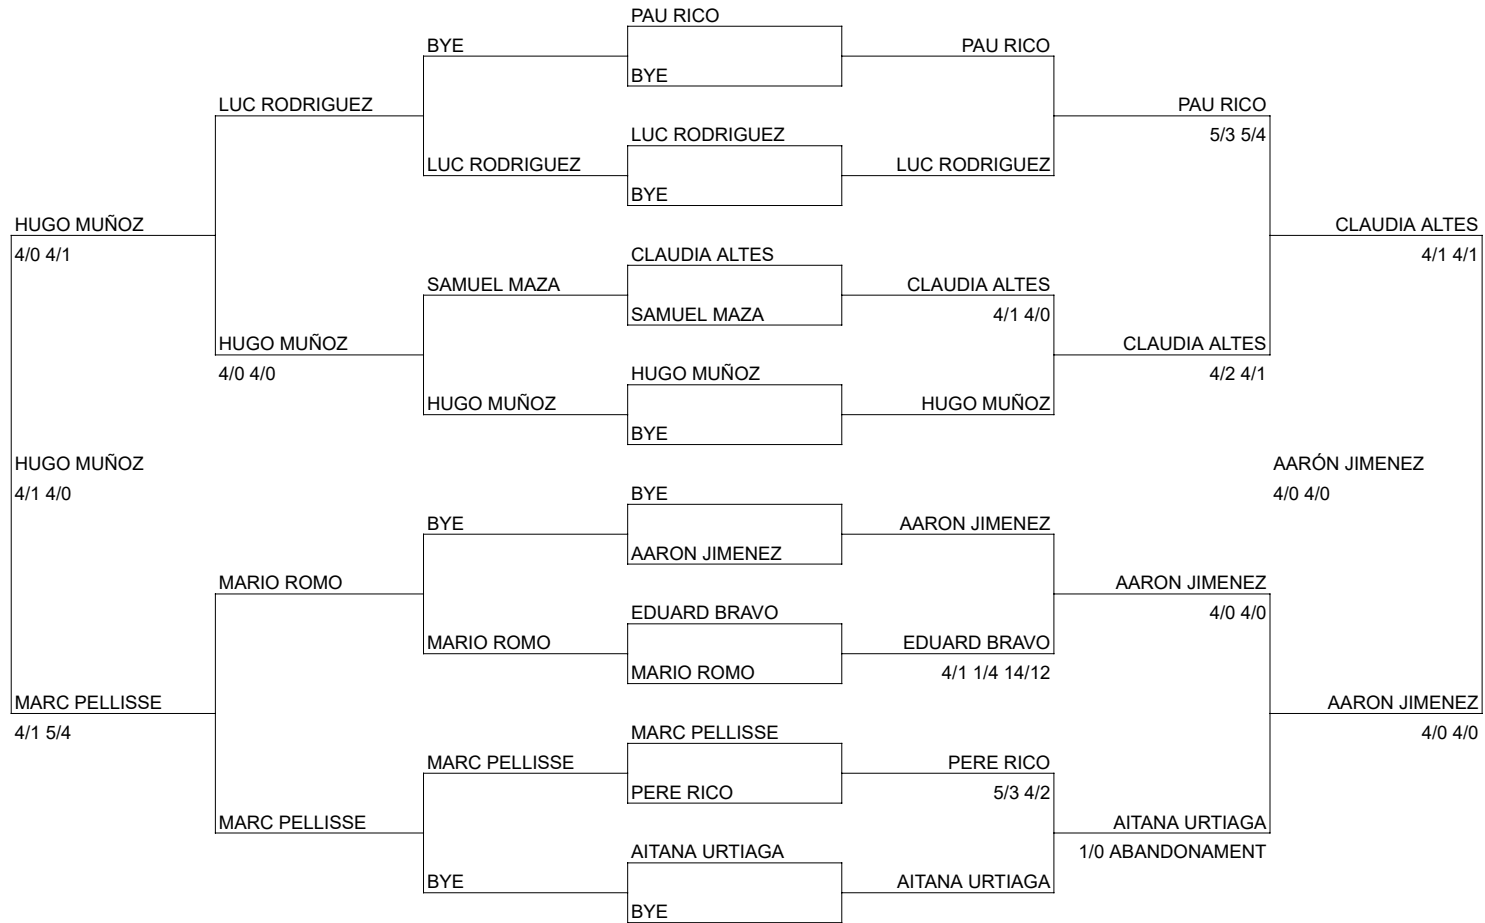 PAU RICO
BYE
PAU RICO
BYE
LUC RODRIGUEZ
PAU RICO
LUC RODRIGUEZ
5/3 5/4
LUC RODRIGUEZ
LUC RODRIGUEZ
BYE
HUGO MUÑOZ
CLAUDIA ALTES
4/0 4/1
CLAUDIA ALTES
4/1 4/1
SAMUEL MAZA
CLAUDIA ALTES
SAMUEL MAZA
4/1 4/0
HUGO MUÑOZ
CLAUDIA ALTES
4/0 4/0
HUGO MUÑOZ
4/2 4/1
HUGO MUÑOZ
HUGO MUÑOZ
BYE
HUGO MUÑOZ
AARÓN JIMENEZ
4/1 4/0
BYE
4/0 4/0
BYE
AARON JIMENEZ
AARON JIMENEZ
MARIO ROMO
AARON JIMENEZ
EDUARD BRAVO
4/0 4/0
MARIO ROMO
EDUARD BRAVO
MARIO ROMO
4/1 1/4 14/12
MARC PELLISSE
AARON JIMENEZ
4/1 5/4
MARC PELLISSE
4/0 4/0
MARC PELLISSE
PERE RICO
PERE RICO
5/3 4/2
MARC PELLISSE
AITANA URTIAGA
AITANA URTIAGA
1/0 ABANDONAMENT
BYE
AITANA URTIAGA
BYE